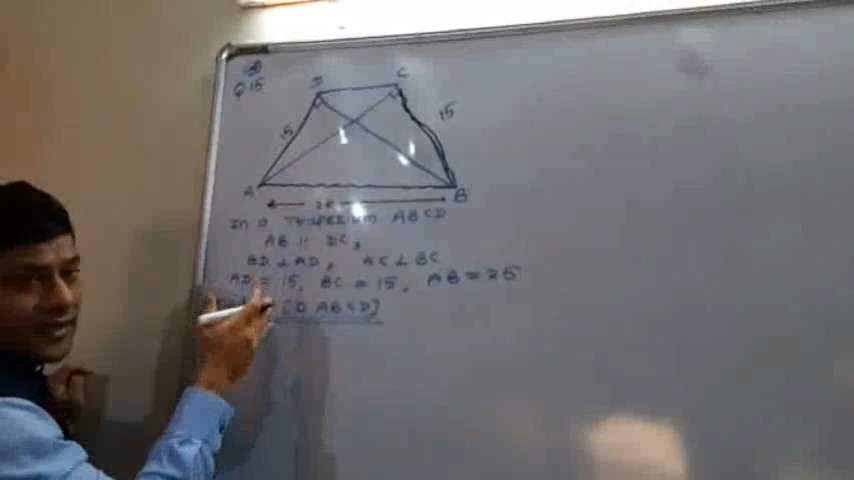 Q 15
D C
15 15
A B
25
In a Trapezium ABCD
AB || DC,
BD ⊥ AD, AC ⊥ BC
AD = 15, BC = 15, AB = 25
[□ ABCD]